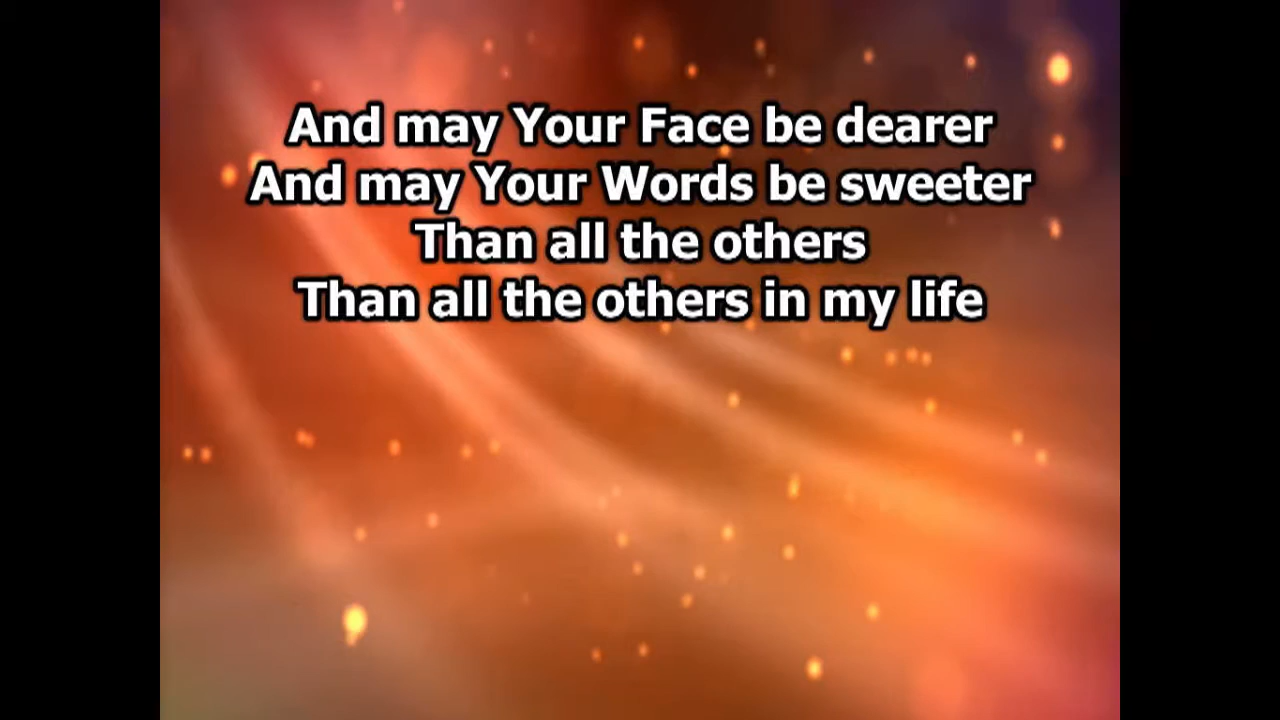 And may Your Face be dearer
And may Your Words be sweeter
Than all the others
Than all the others in my life